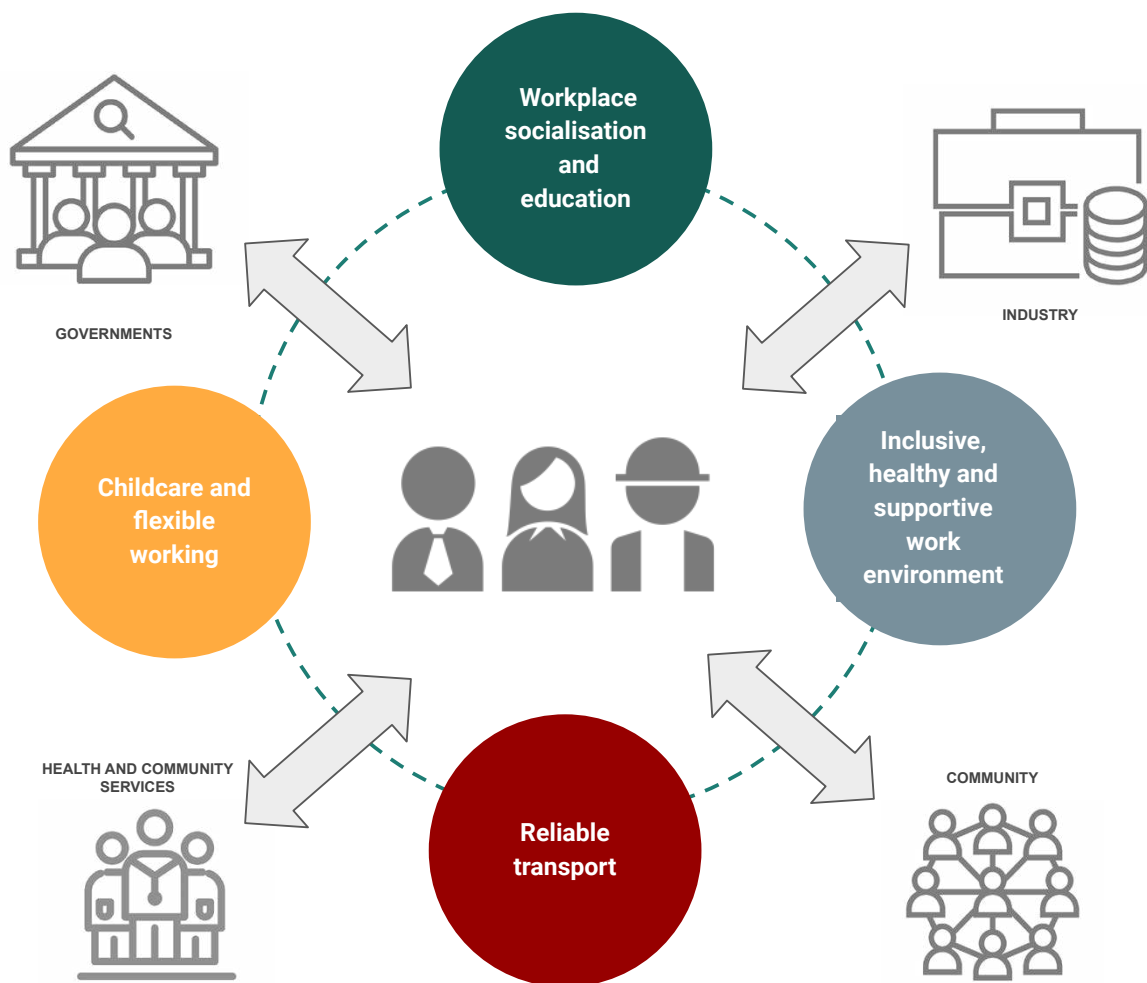 Workplace
socialisation
and
education
GOVERNMENTS
INDUSTRY
Childcare and
flexible
working
Inclusive,
healthy and
supportive
work
environment
HEALTH AND COMMUNITY
SERVICES
COMMUNITY
Reliable
transport